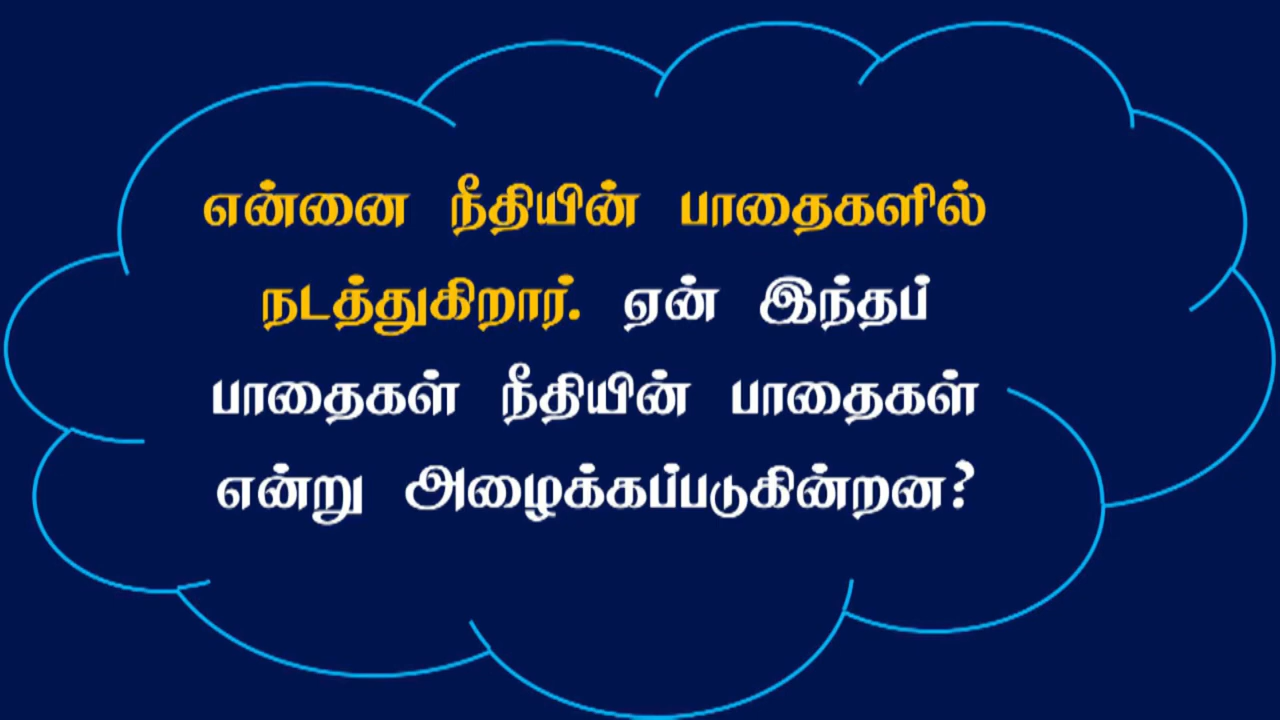 என்னை நீதியின் பாதைகளில்
நடத்துகிறார். ஏன் இந்தப்
பாதைகள் நீதியின் பாதைகள்
என்று அழைக்கப்படுகின்றன?